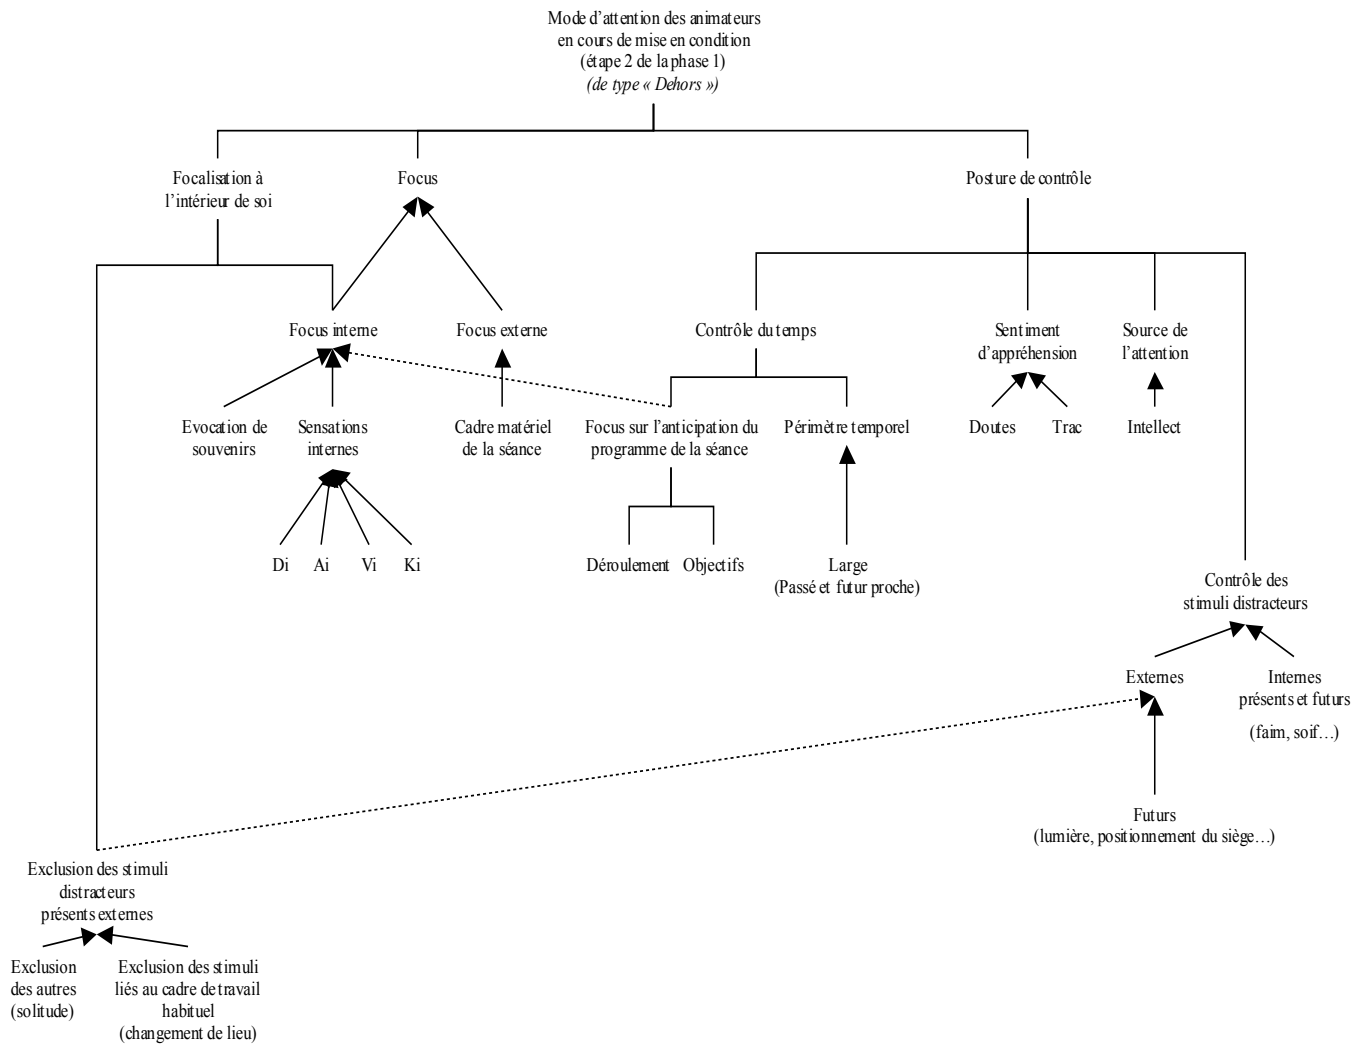 Mode d’attention des animateurs
en cours de mise en condition
(étape 2 de la phase 1)
(de type « Dehors »)
Focalisation à
l’intérieur de soi
Focus
Posture de contrôle
Focus interne
Focus externe
Contrôle du temps
Sentiment
d’appréhension
Source de
l’attention
Evocation de
souvenirs
Sensations
internes
Cadre matériel
de la séance
Focus sur l’anticipation du
programme de la séance
Périmètre temporel
Doutes
Trac
Intellect
Di
Ai
Vi
Ki
Déroulement
Objectifs
Large
(Passé et futur proche)
Contrôle des
stimuli distracteurs
Externes
Internes
présents et futurs
(faim, soif…)
Futurs
(lumière, positionnement du siège…)
Exclusion des stimuli
distracteurs
présents externes
Exclusion
des autres
(solitude)
Exclusion des stimuli
liés au cadre de travail
habituel
(changement de lieu)